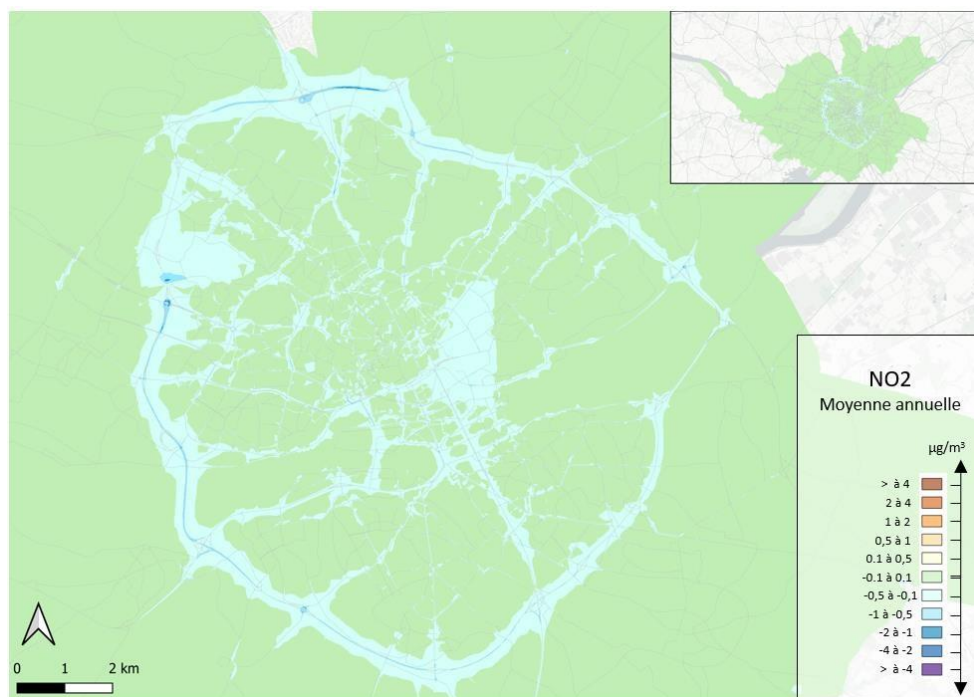 NO2
Moyenne annuelle
µg/m³
> à 4
2 à 4
1 à 2
0,5 à 1
0.1 à 0,5
-0.1 à 0.1
-0,5 à -0,1
-1 à -0,5
-2 à -1
-4 à -2
> à -4
0 1 2 km